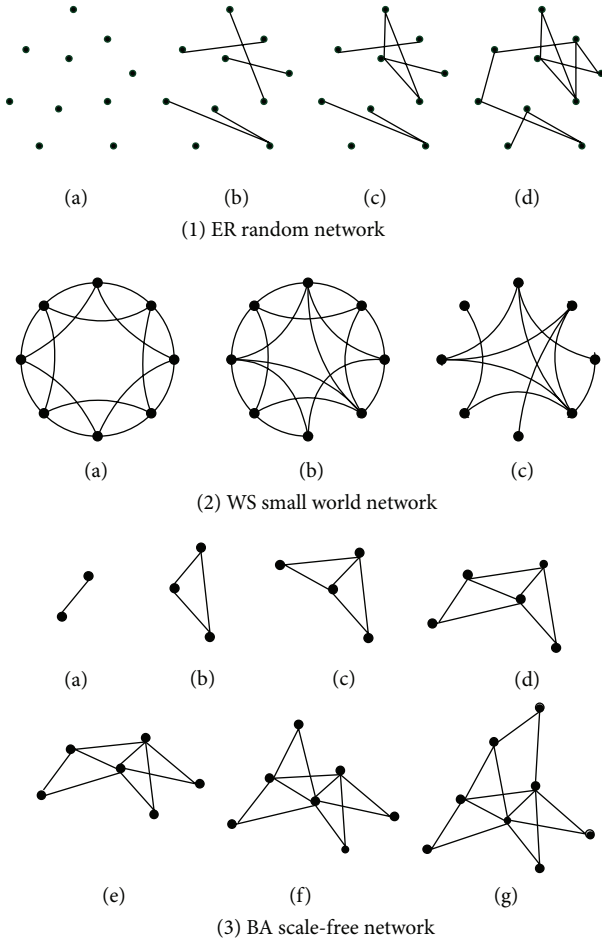 (a) (b) (c) (d)
(1) ER random network
(a) (b) (c)
(2) WS small world network
(a) (b) (c) (d)
(e) (f) (g)
(3) BA scale-free network